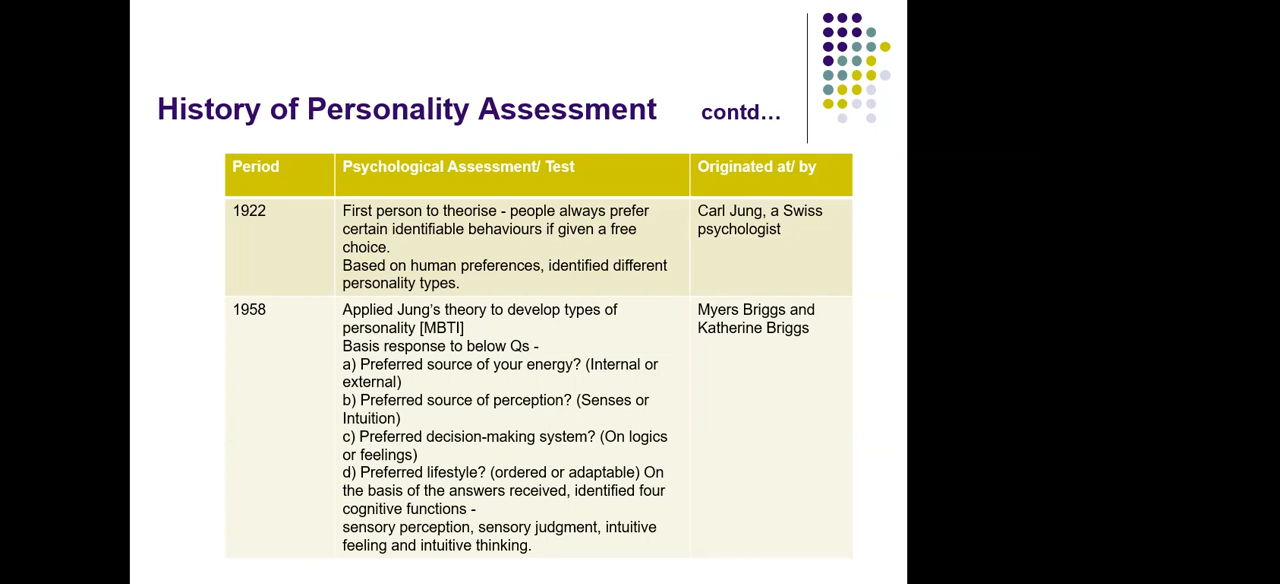 History of Personality Assessment contd…
Period
Psychological Assessment/ Test
Originated at/ by
1922
First person to theorise - people always prefer
certain identifiable behaviours if given a free
choice.
Based on human preferences, identified different
personality types.
Carl Jung, a Swiss
psychologist
1958
Applied Jung's theory to develop types of
personality [MBTI]
Basis response to below Qs -
a) Preferred source of your energy? (Internal or
external)
b) Preferred source of perception? (Senses or
Intuition)
c) Preferred decision-making system? (On logics
or feelings)
d) Preferred lifestyle? (ordered or adaptable) On
the basis of the answers received, identified four
cognitive functions -
sensory perception, sensory judgment, intuitive
feeling and intuitive thinking.
Myers Briggs and
Katherine Briggs